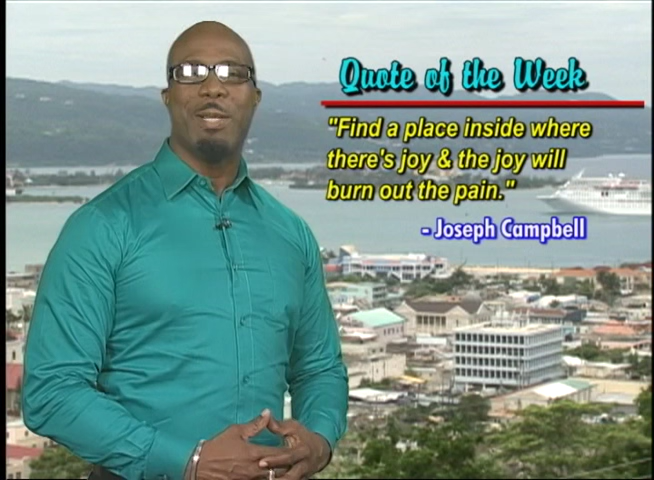 Quote of the Week
"Find a place inside where
there's joy & the joy will
burn out the pain."
- Joseph Campbell